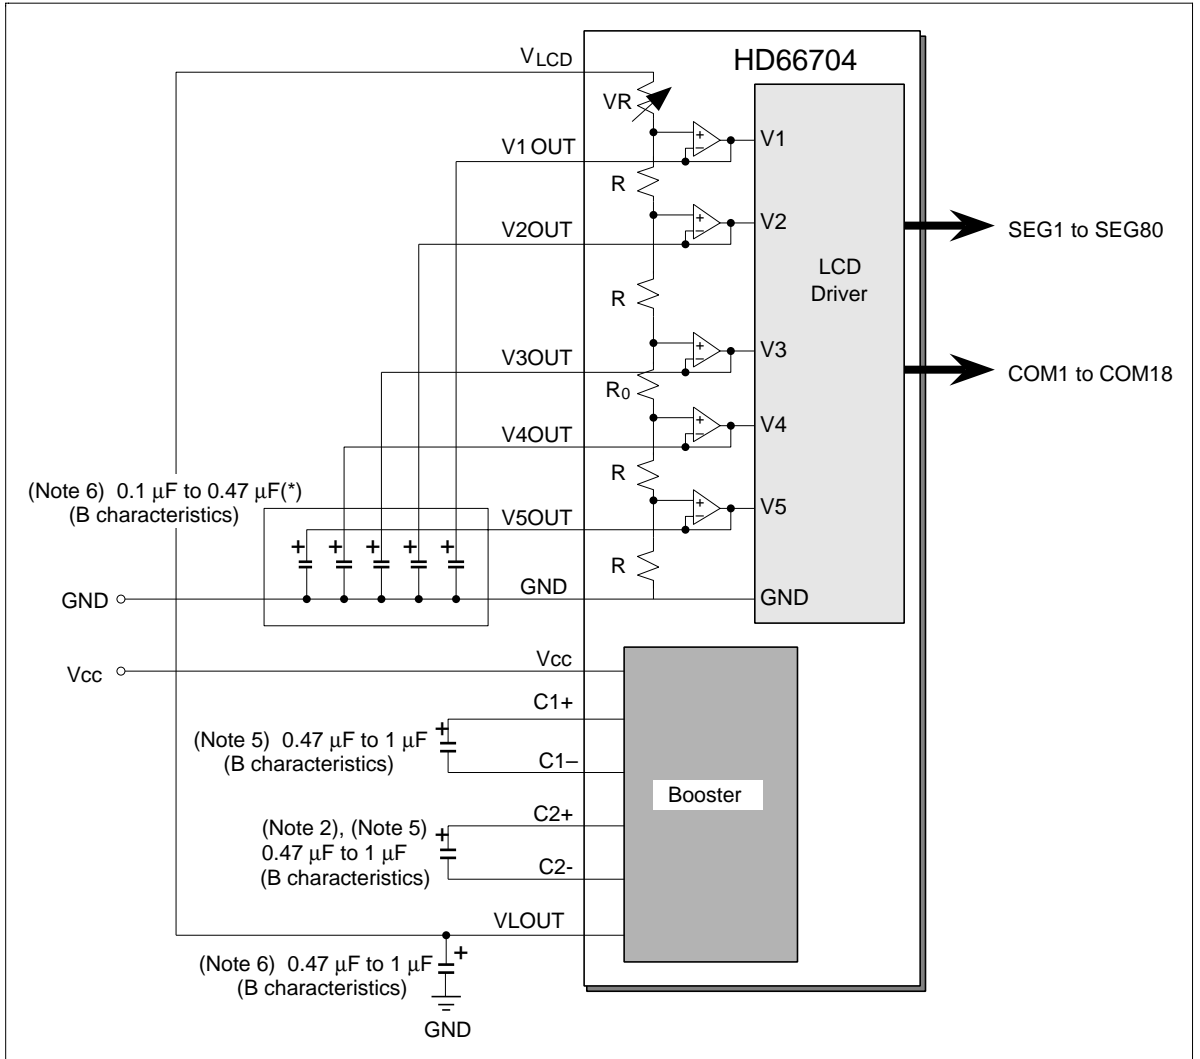 VLCD
HD66704
VR
V1OUT
V1
R
V2OUT
V2
SEG1 to SEG80
LCD
Driver
R
V3OUT
V3
COM1 to COM18
R0
V4OUT
V4
R
(Note 6) 0.1 μF to 0.47 μF(*)
(B characteristics)
V5OUT
V5
+ + + + +
R
GND
GND
GND
Vcc
Vcc
C1+
(Note 5) 0.47 μF to 1 μF
(B characteristics)
+
C1–
Booster
C2+
(Note 2), (Note 5)
0.47 μF to 1 μF
(B characteristics)
+
C2-
VLOUT
(Note 6) 0.47 μF to 1 μF
(B characteristics)
+
GND
+
–
+
–
+
–
+
–
+
–